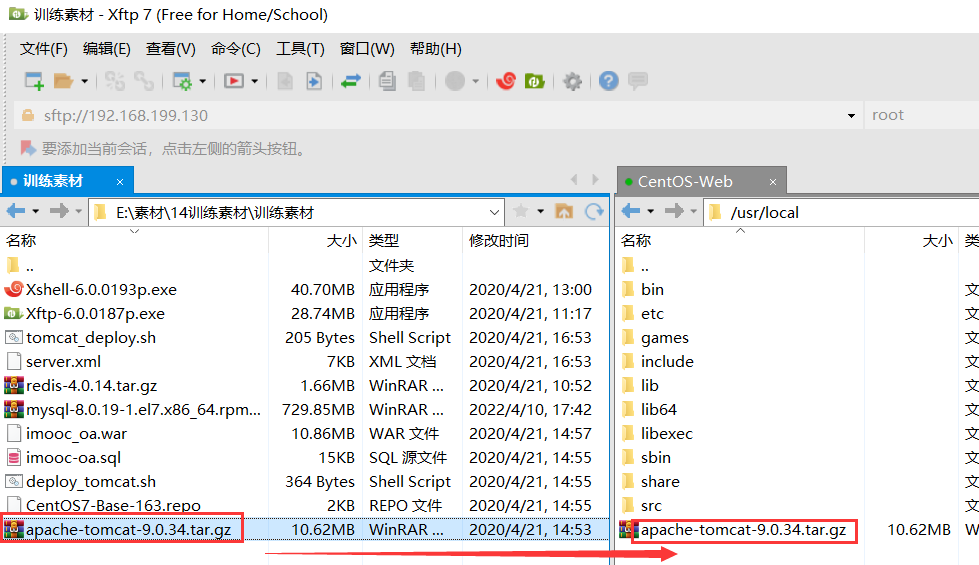 训练素材 - Xftp 7 (Free for Home/School)
文件(F) 编辑(E) 查看(V) 命令(C) 工具(T) 窗口(W) 帮助(H)
sftp://192.168.199.130 root
要添加当前会话，点击左侧的箭头按钮。
训练素材 × CentOS-Web ×
E:\素材\14训练素材\训练素材 /usr/local
名称 大小 类型 修改时间 名称 大小 类
.. 文件夹 ..
Xshell-6.0.0193p.exe 40.70MB 应用程序 2020/4/21, 13:00 bin 文
Xftp-6.0.0187p.exe 28.74MB 应用程序 2020/4/21, 11:17 etc 文
tomcat_deploy.sh 205 Bytes Shell Script 2020/4/21, 16:53 games 文
server.xml 7KB XML 文档 2020/4/21, 16:53 include 文
redis-4.0.14.tar.gz 1.66MB WinRAR ... 2020/4/21, 10:52 lib 文
mysql-8.0.19-1.el7.x86_64.rpm... 729.85MB WinRAR ... 2022/4/10, 17:42 lib64 文
imooc_oa.war 10.86MB WAR 文件 2020/4/21, 14:57 libexec 文
imooc-oa.sql 15KB SQL 源文件 2020/4/21, 14:55 sbin 文
deploy_tomcat.sh 364 Bytes Shell Script 2020/4/21, 14:55 share 文
CentOS7-Base-163.repo 2KB REPO 文件 2020/4/21, 14:55 src 文
apache-tomcat-9.0.34.tar.gz 10.62MB WinRAR ... 2020/4/21, 14:53 apache-tomcat-9.0.34.tar.gz 10.62MB W